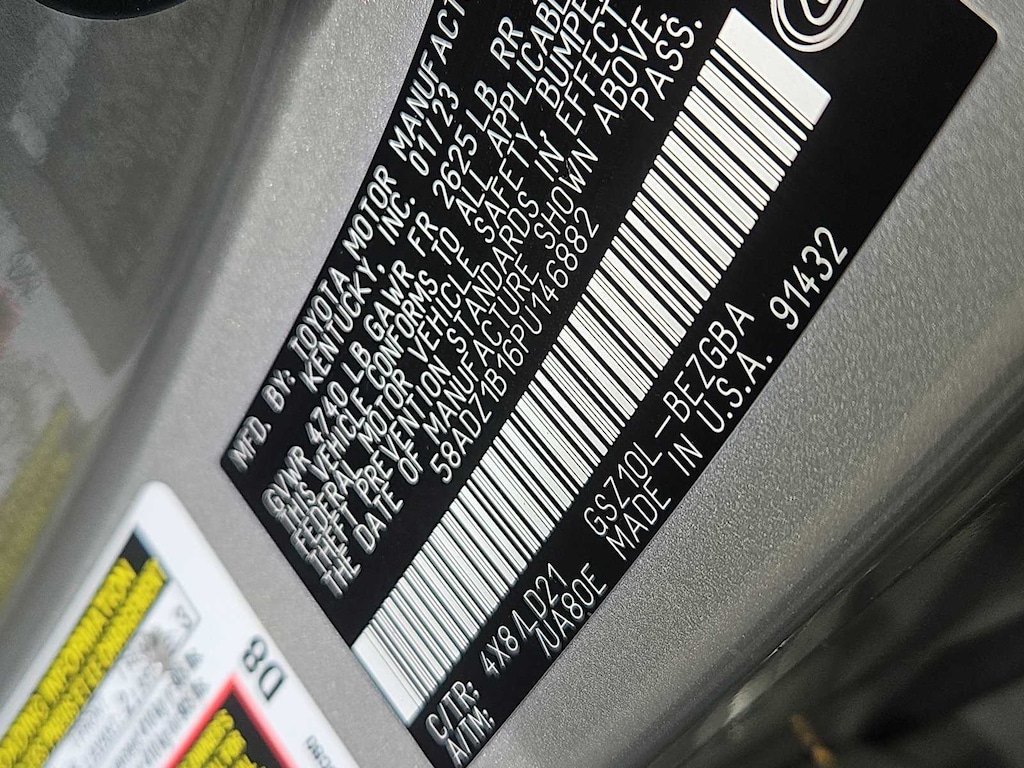 MFD. BY: TOYOTA MOTOR MANUFACT
KENTUCKY, INC. 01/23
GVWR 4740 LB GAWR FR 2625 LB RR
THIS VEHICLE CONFORMS TO ALL APPLICABLE
FEDERAL MOTOR VEHICLE SAFETY, BUMPE
THEFT PREVENTION STANDARDS IN EFFECT
THE DATE OF MANUFACTURE SHOWN ABOVE.
58ADZ1B16PU146882 PASS.
C/TR: 4X8/LD21 GSZ10L-BEZGBA
A/TM: /UA80E MADE IN U.S.A. 91432
D8